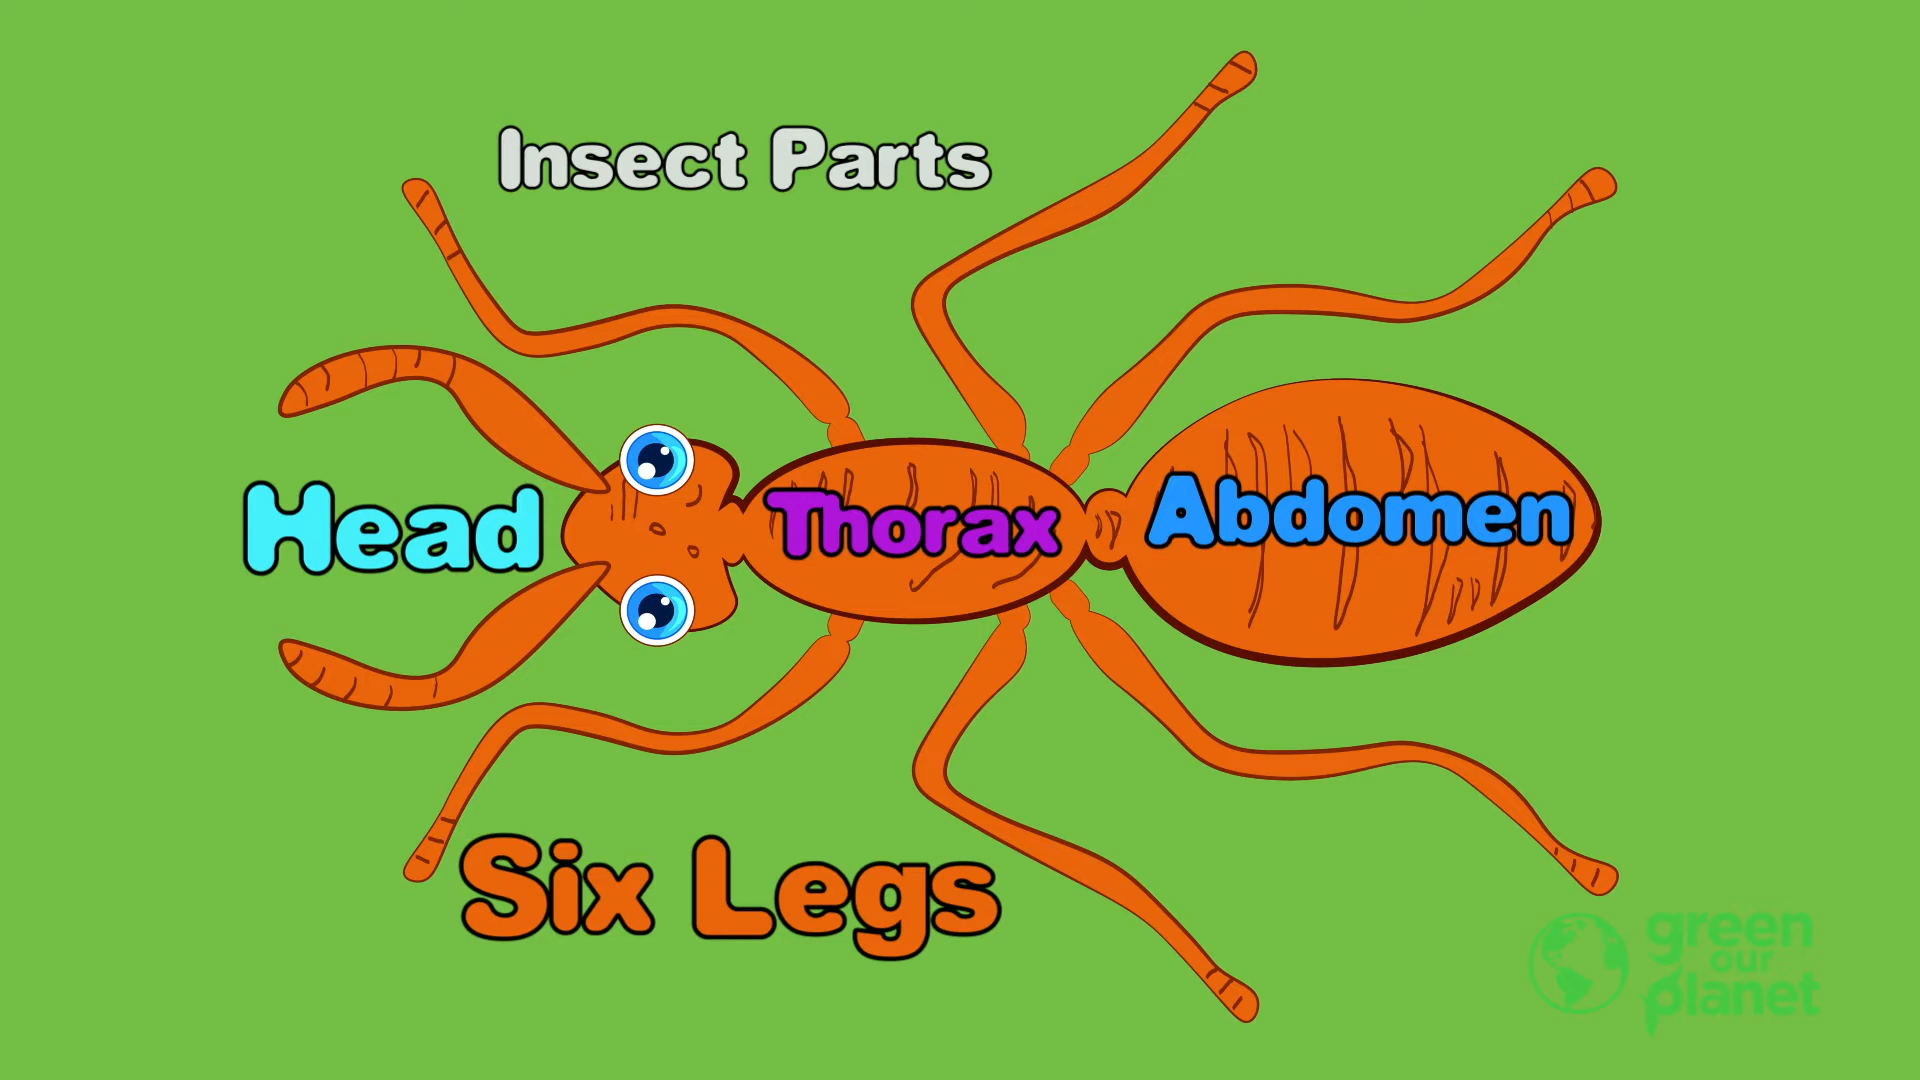 Insect Parts
Head
Thorax
Abdomen
Six Legs
green
our
planet